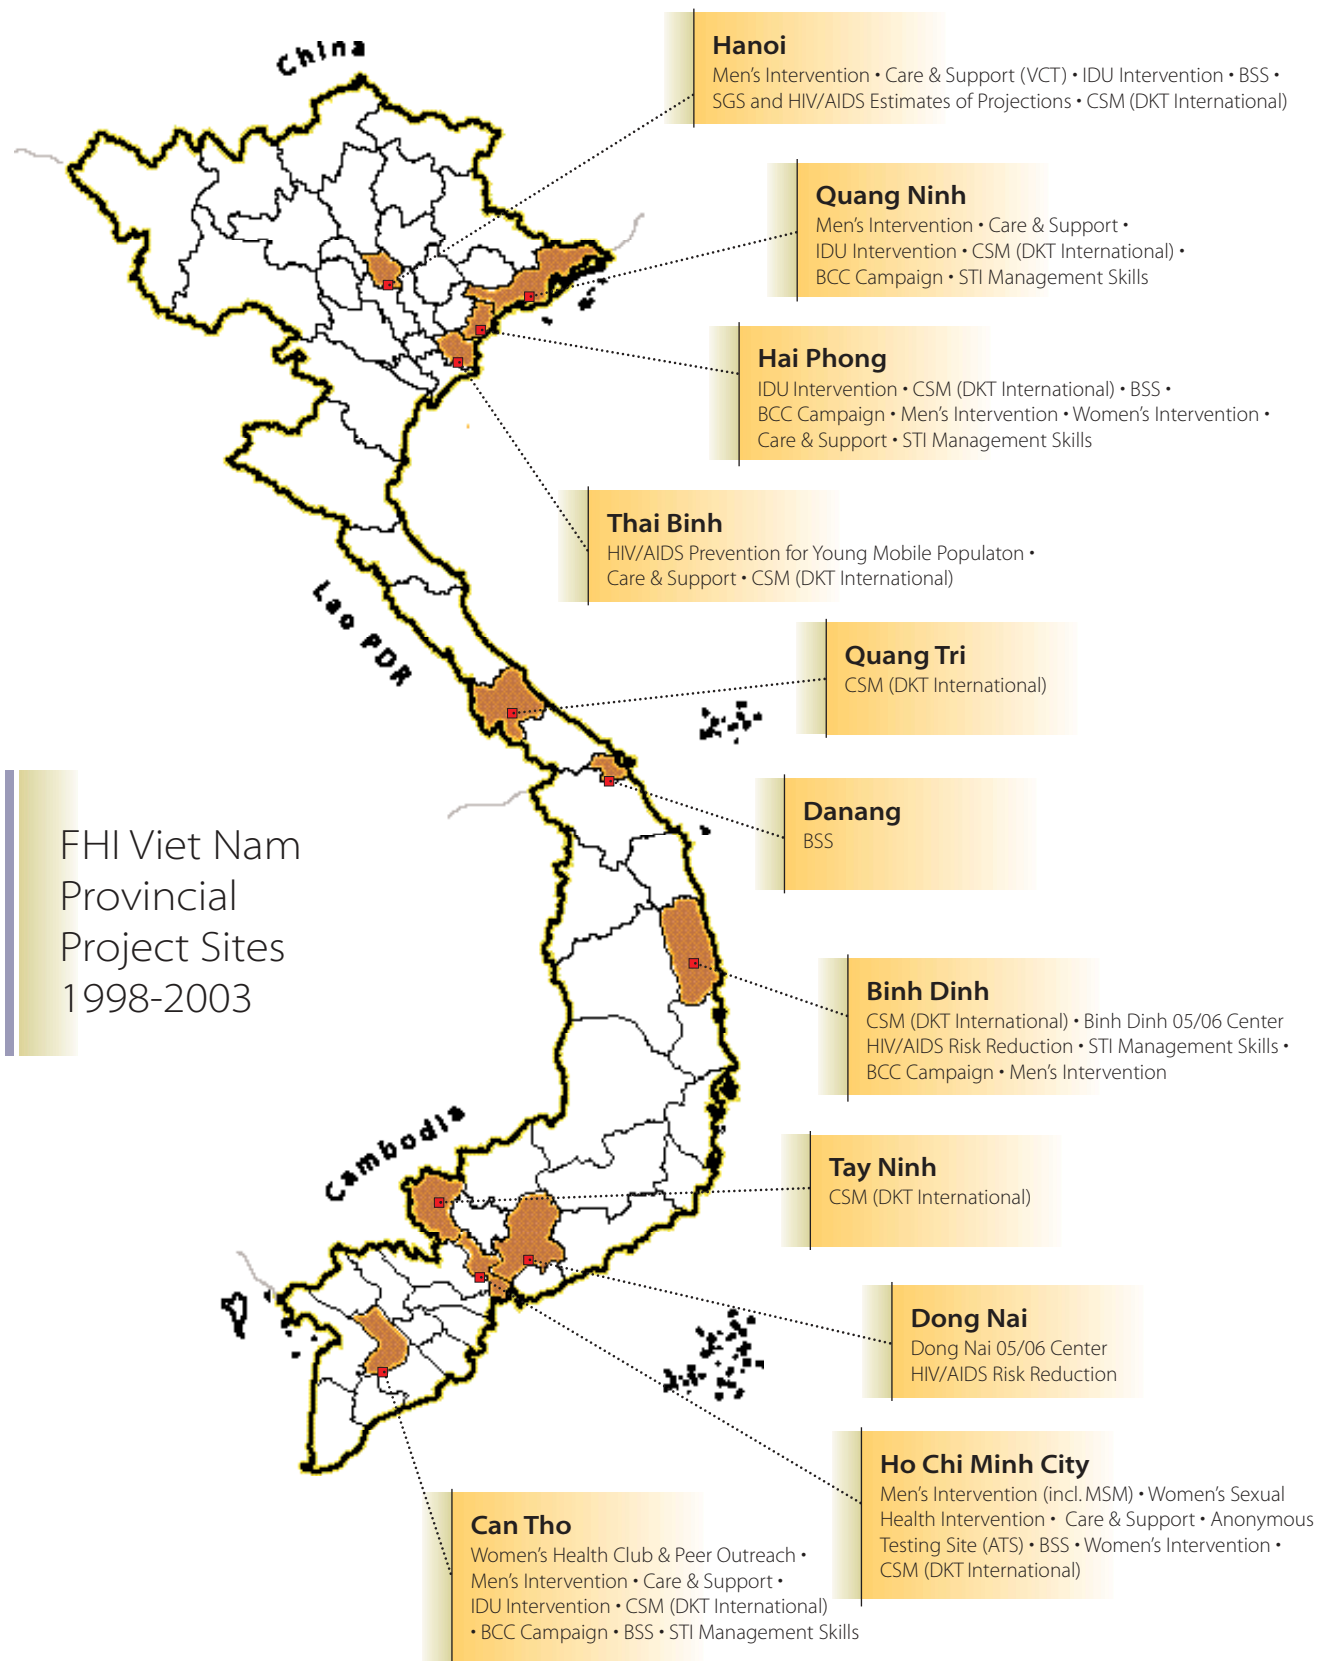 China
Hanoi
Men's Intervention • Care & Support (VCT) • IDU Intervention • BSS •
SGS and HIV/AIDS Estimates of Projections • CSM (DKT International)
Quang Ninh
Men's Intervention • Care & Support •
IDU Intervention • CSM (DKT International) •
BCC Campaign • STI Management Skills
Hai Phong
IDU Intervention • CSM (DKT International) • BSS •
BCC Campaign • Men's Intervention • Women's Intervention •
Care & Support • STI Management Skills
Thai Binh
HIV/AIDS Prevention for Young Mobile Populaton •
Care & Support • CSM (DKT International)
Lao PDR
Quang Tri
CSM (DKT International)
Danang
BSS
FHI Viet Nam
Provincial
Project Sites
1998-2003
Binh Dinh
CSM (DKT International) • Binh Dinh 05/06 Center
HIV/AIDS Risk Reduction • STI Management Skills •
BCC Campaign • Men's Intervention
Cambodia
Tay Ninh
CSM (DKT International)
Dong Nai
Dong Nai 05/06 Center
HIV/AIDS Risk Reduction
Ho Chi Minh City
Men's Intervention (incl. MSM) • Women's Sexual
Health Intervention • Care & Support • Anonymous
Testing Site (ATS) • BSS • Women's Intervention •
CSM (DKT International)
Can Tho
Women's Health Club & Peer Outreach •
Men's Intervention • Care & Support •
IDU Intervention • CSM (DKT International)
• BCC Campaign • BSS • STI Management Skills